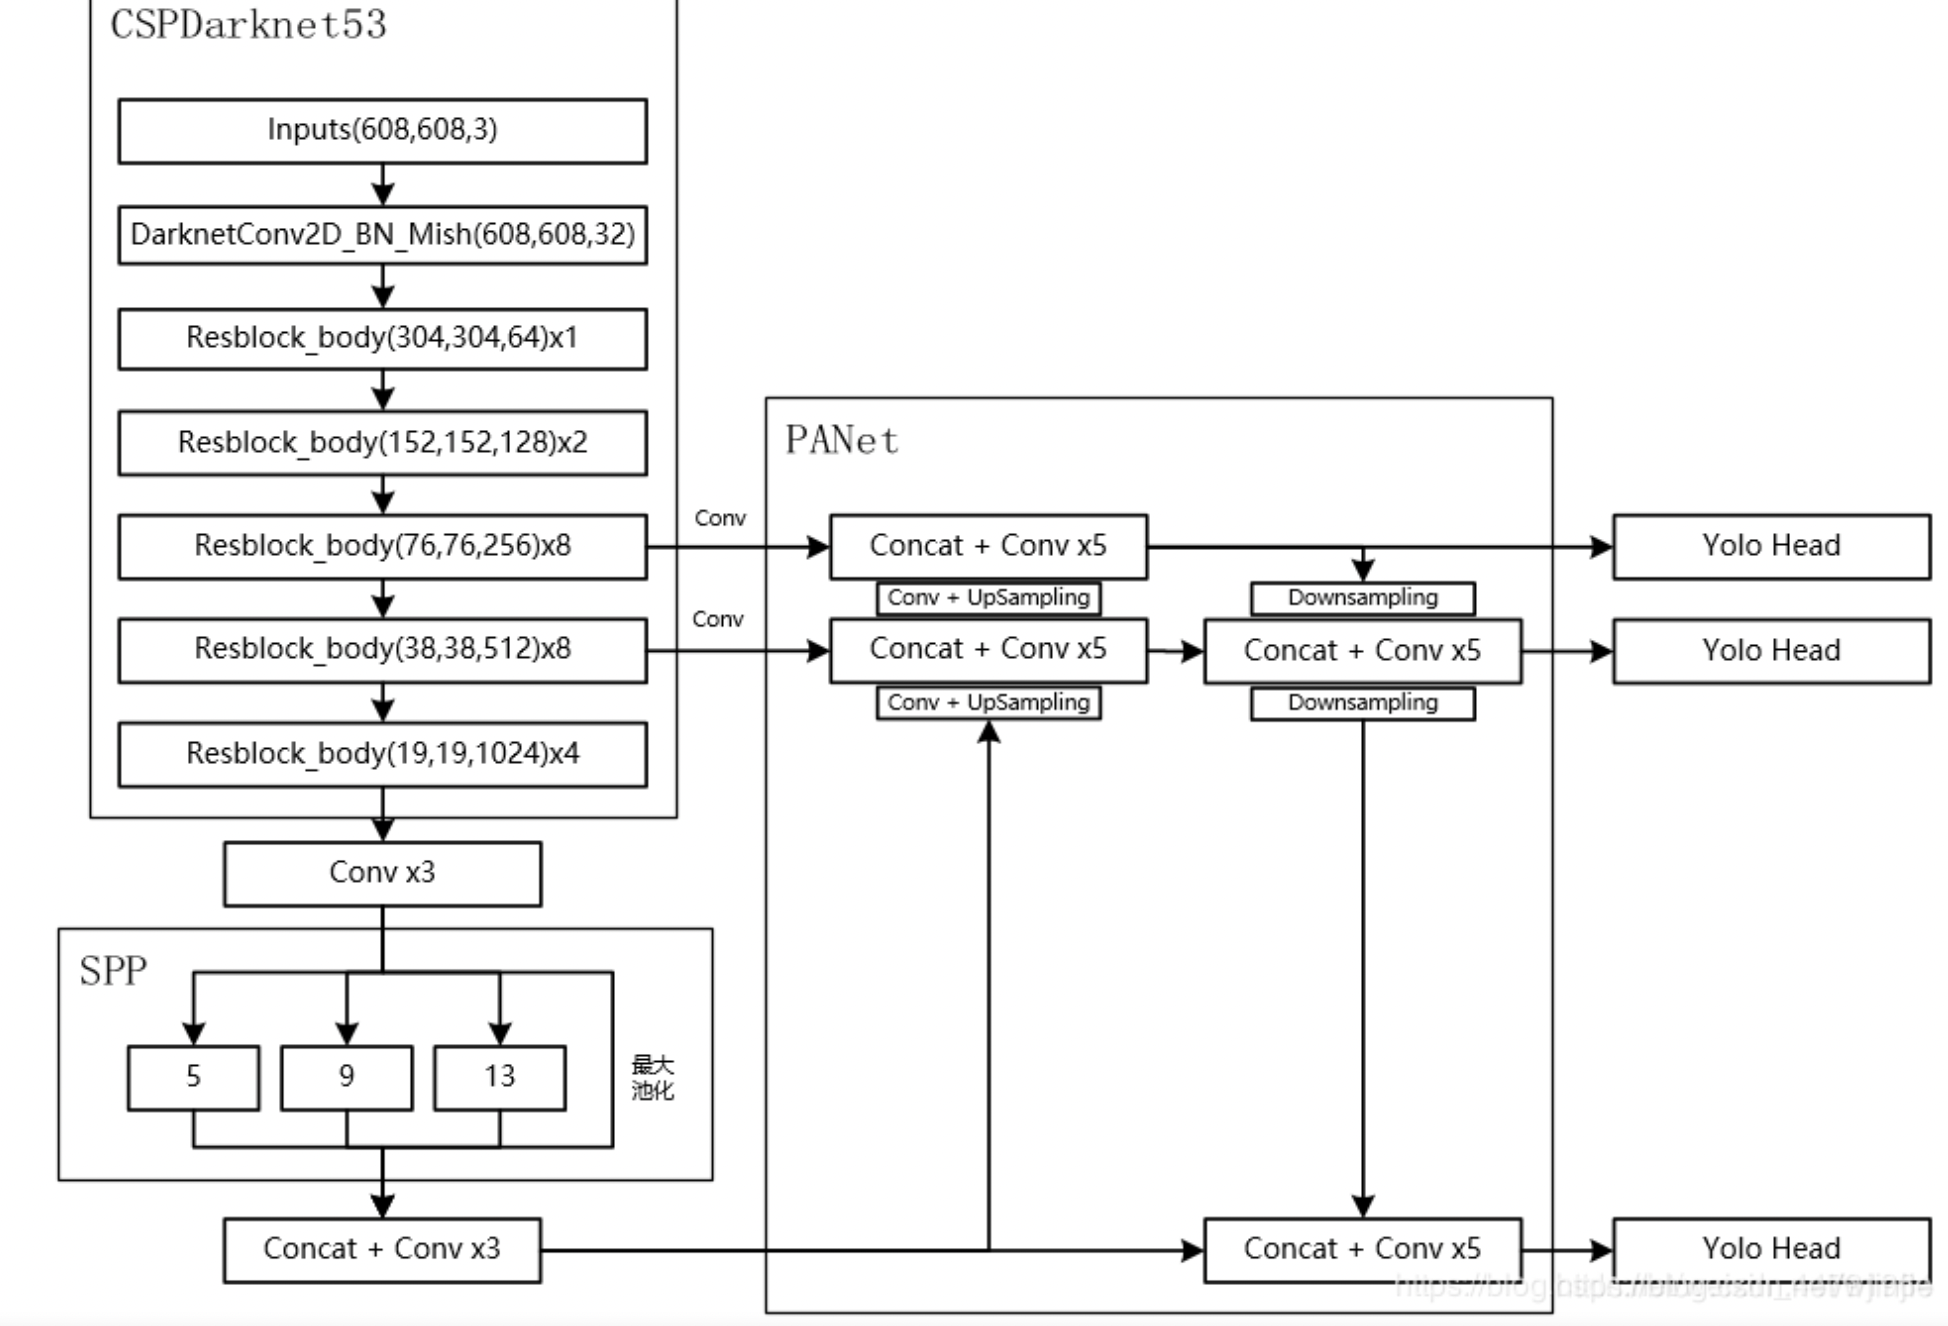 CSPDarknet53
Inputs(608,608,3)
DarknetConv2D_BN_Mish(608,608,32)
Resblock_body(304,304,64)x1
Resblock_body(152,152,128)x2
Resblock_body(76,76,256)x8
Resblock_body(38,38,512)x8
Resblock_body(19,19,1024)x4
Conv x3
SPP
5
9
13
最大
池化
Concat + Conv x3
Conv
Conv
PANet
Concat + Conv x5
Conv + UpSampling
Concat + Conv x5
Conv + UpSampling
Downsampling
Concat + Conv x5
Downsampling
Concat + Conv x5
Yolo Head
Yolo Head
Yolo Head